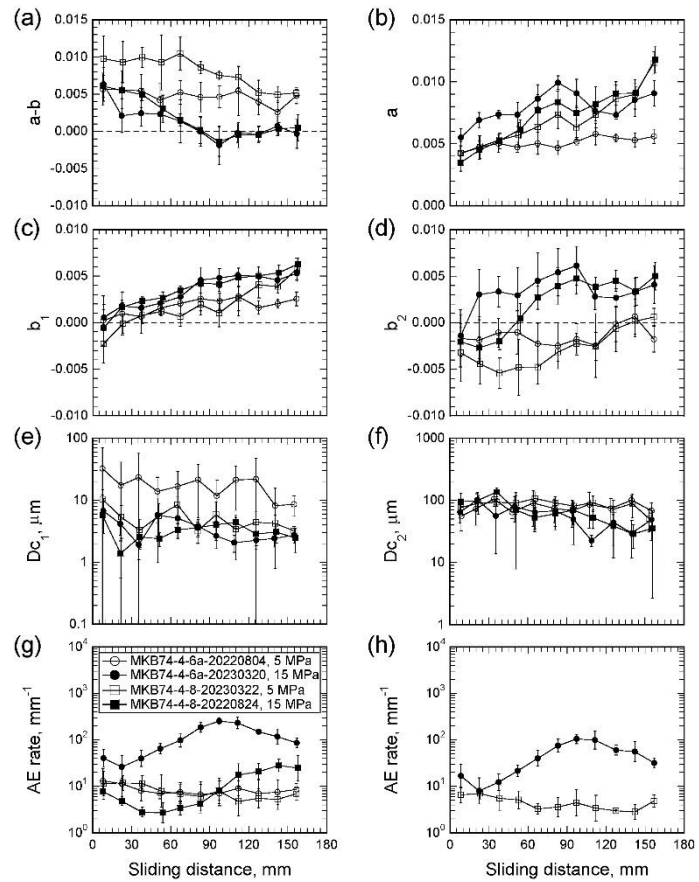 (a)
0.015
0.010
0.005
0.000
-0.005
-0.010
a-b
(b)
0.015
0.010
0.005
0.000
a
(c)
0.010
0.005
0.000
-0.005
-0.010
b1
(d)
0.010
0.005
0.000
-0.005
-0.010
b2
(e)
100
10
1
0.1
Dc1, μm
(f)
1000
100
10
1
Dc2, μm
(g)
10^4
10^3
10^2
10^1
10^0
AE rate, mm^-1
MKB74-4-6a-20220804, 5 MPa
MKB74-4-6a-20230320, 15 MPa
MKB74-4-8-20230322, 5 MPa
MKB74-4-8-20220824, 15 MPa
0 30 60 90 120 150 180
Sliding distance, mm
(h)
10^4
10^3
10^2
10^1
10^0
AE rate, mm^-1
0 30 60 90 120 150 180
Sliding distance, mm